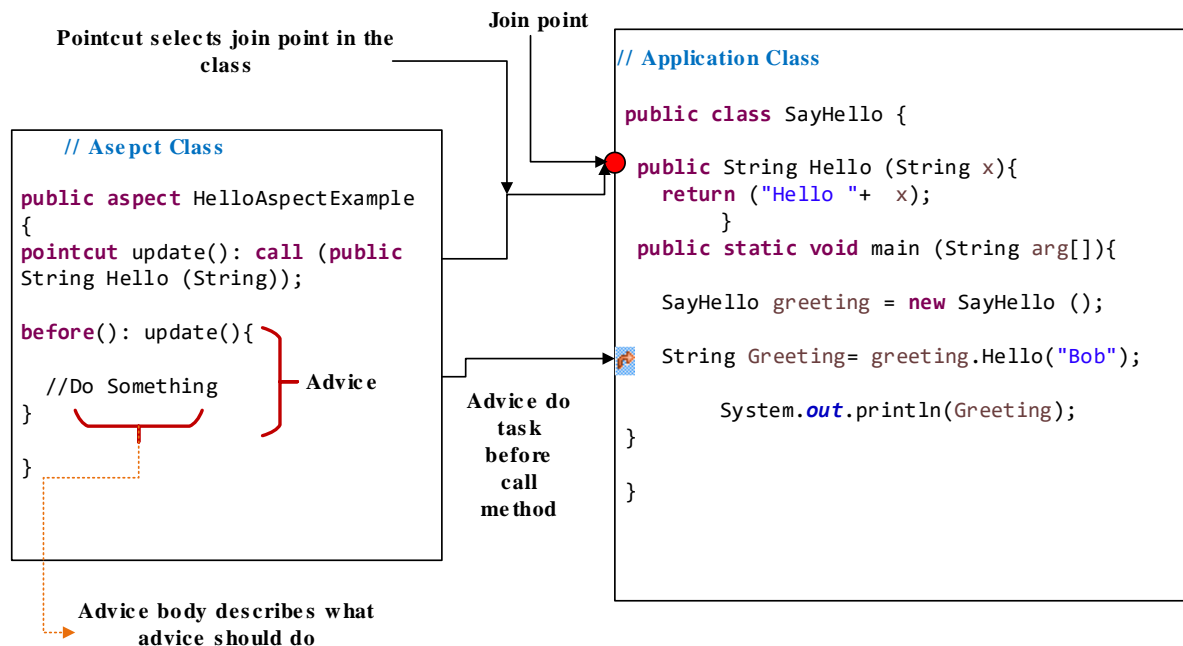 Pointcut selects join point in the
class
Join point
// Asepct Class
public aspect HelloAspectExample
{
pointcut update(): call (public
String Hello (String));
before(): update(){
//Do Something
}
}
Advice
Advice body describes what
advice should do
Advice do
task
before
call
method
// Application Class
public class SayHello {
public String Hello (String x){
return ("Hello "+ x);
}
public static void main (String arg[]){
SayHello greeting = new SayHello ();
String Greeting= greeting.Hello("Bob");
System.out.println(Greeting);
}
}